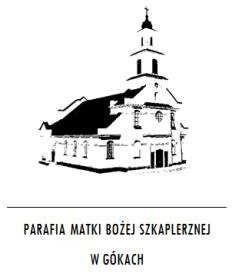 PARAFIA MATKI BOŻEJ SZKAPLERZNEJ
W GÓKACH